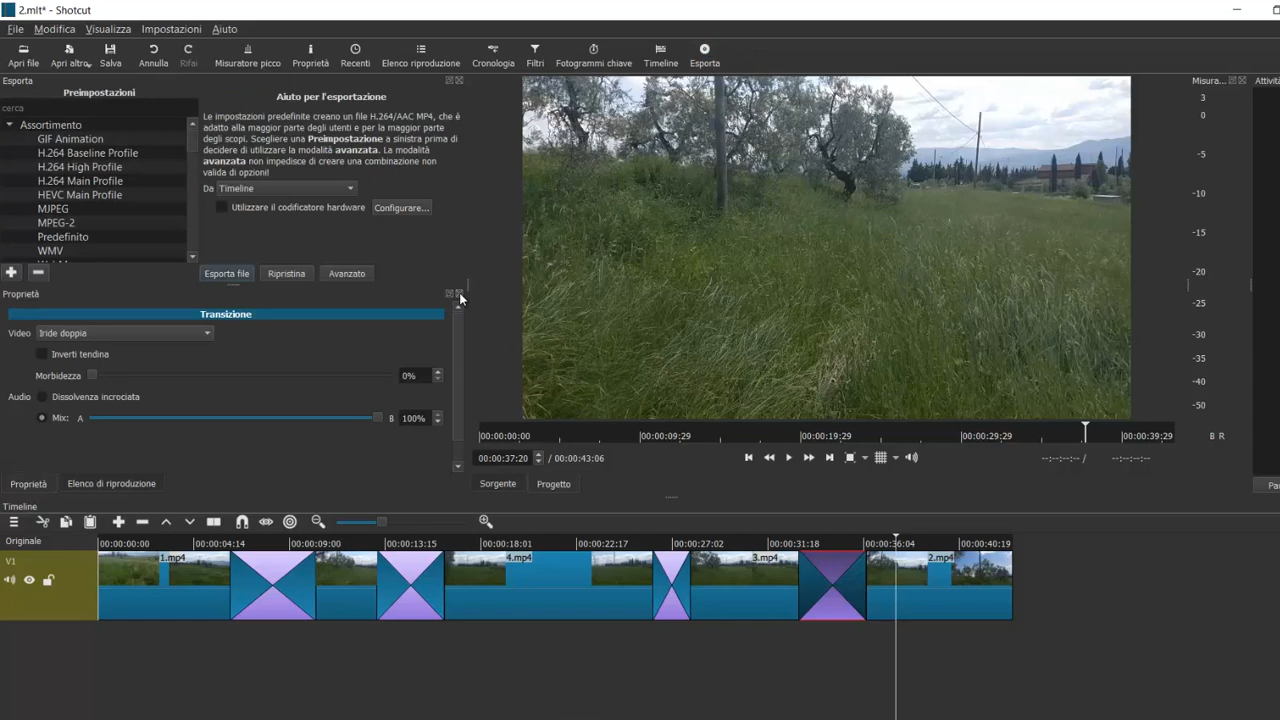 2.mlt* - Shotcut
File Modifica Visualizza Impostazioni Aiuto
Apri file Apri altro Salva Annulla Rifai Misuratore picco Proprietà Recenti Elenco riproduzione Cronologia Filtri Fotogrammi chiave Timeline Esporta
Esporta
Preimpostazioni
cerca
Assortimento
GIF Animation
H.264 Baseline Profile
H.264 High Profile
H.264 Main Profile
HEVC Main Profile
MJPEG
MPEG-2
Predefinito
WMV
Aiuto per l'esportazione
Le impostazioni predefinite creano un file H.264/AAC MP4, che è
adatto alla maggior parte degli utenti e per la maggior parte
degli scopi. Scegliere una Preimpostazione a sinistra prima di
decidere di utilizzare la modalità avanzata. La modalità
avanzata non impedisce di creare una combinazione non
valida di opzioni!
Da Timeline
Utilizzare il codificatore hardware Configurare...
Esporta file Ripristina Avanzato
Proprietà
Transizione
Video Iride doppia
Inverti tendina
Morbidezza 0%
Audio Dissolvenza incrociata
Mix: A B 100%
Proprietà Elenco di riproduzione
00:00:00;00 00:00:09;29 00:00:19;29 00:00:29;29 00:00:39;29
00:00:37:20 / 00:00:43:06 --:--:--:-- / --:--:--:--
Sorgente Progetto
Misura...
Attivit
3
0
-5
-10
-15
-20
-25
-30
-35
-40
-50
B R
Pau
Timeline
Originale
00:00:00:00 00:00:04:14 00:00:09:00 00:00:13:15 00:00:18:01 00:00:22:17 00:00:27:02 00:00:31:18 00:00:36:04 00:00:40:19
V1
1.mp4 4.mp4 3.mp4 2.mp4